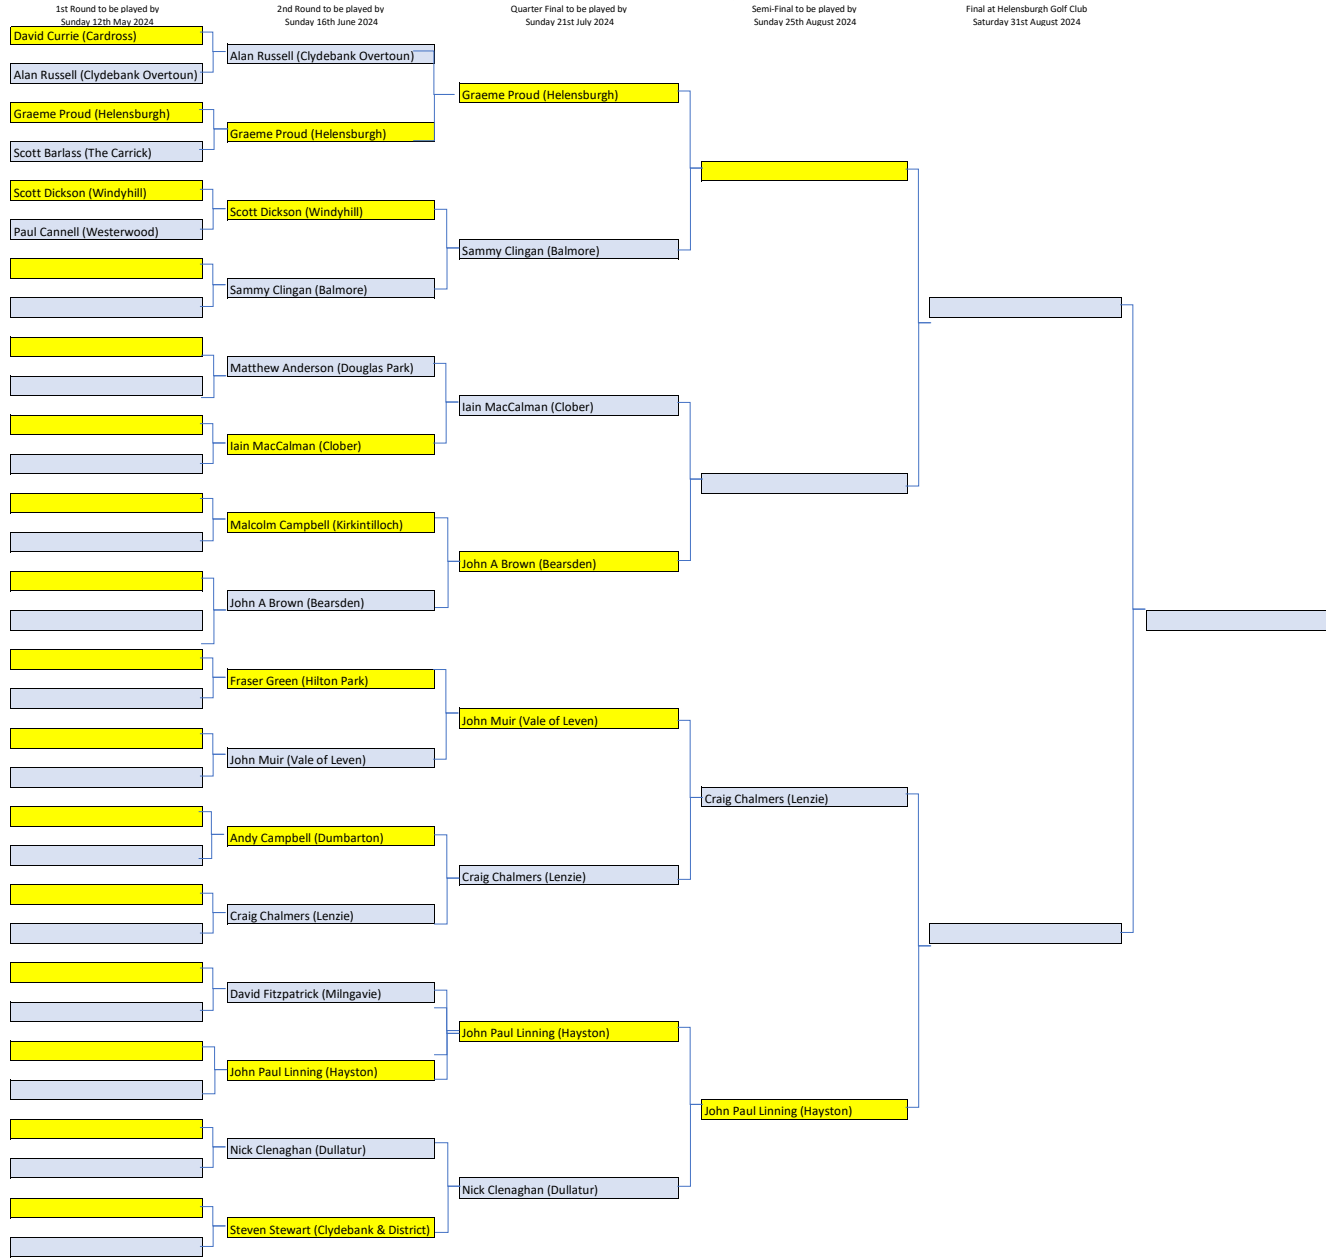 1st Round to be played by
Sunday 12th May 2024
2nd Round to be played by
Sunday 16th June 2024
Quarter Final to be played by
Sunday 21st July 2024
Semi-Final to be played by
Sunday 25th August 2024
Final at Helensburgh Golf Club
Saturday 31st August 2024
David Currie (Cardross)
Alan Russell (Clydebank Overtoun)
Graeme Proud (Helensburgh)
Scott Barlass (The Carrick)
Scott Dickson (Windyhill)
Paul Cannell (Westerwood)
Alan Russell (Clydebank Overtoun)
Graeme Proud (Helensburgh)
Scott Dickson (Windyhill)
Sammy Clingan (Balmore)
Matthew Anderson (Douglas Park)
Iain MacCalman (Clober)
Malcolm Campbell (Kirkintilloch)
John A Brown (Bearsden)
Fraser Green (Hilton Park)
John Muir (Vale of Leven)
Andy Campbell (Dumbarton)
Craig Chalmers (Lenzie)
David Fitzpatrick (Milngavie)
John Paul Linning (Hayston)
Nick Clenaghan (Dullatur)
Steven Stewart (Clydebank & District)
Graeme Proud (Helensburgh)
Sammy Clingan (Balmore)
Iain MacCalman (Clober)
John A Brown (Bearsden)
John Muir (Vale of Leven)
Craig Chalmers (Lenzie)
John Paul Linning (Hayston)
Nick Clenaghan (Dullatur)
Craig Chalmers (Lenzie)
John Paul Linning (Hayston)